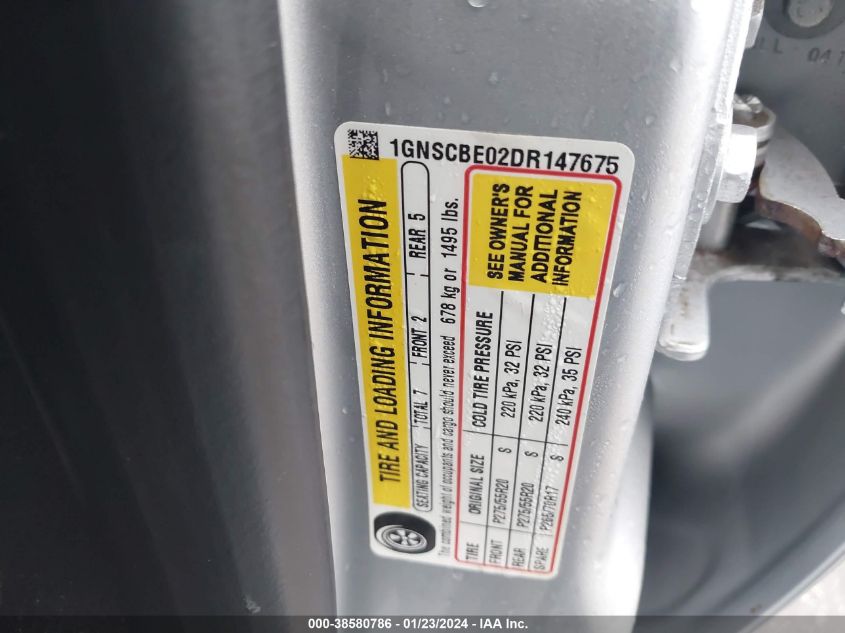 1GNSCBE02DR147675
TIRE AND LOADING INFORMATION
SEATING CAPACITY TOTAL 7 FRONT 2 REAR 5
The combined weight of occupants and cargo should never exceed 678 kg or 1495 lbs.
TIRE ORIGINAL SIZE COLD TIRE PRESSURE
FRONT P275/55R20 S 220 kPa, 32 PSI
REAR P275/55R20 S 220 kPa, 32 PSI
SPARE P265/70R17 S 240 kPa, 35 PSI
SEE OWNER'S
MANUAL FOR
ADDITIONAL
INFORMATION
000-38580786 - 01/23/2024 - IAA Inc.